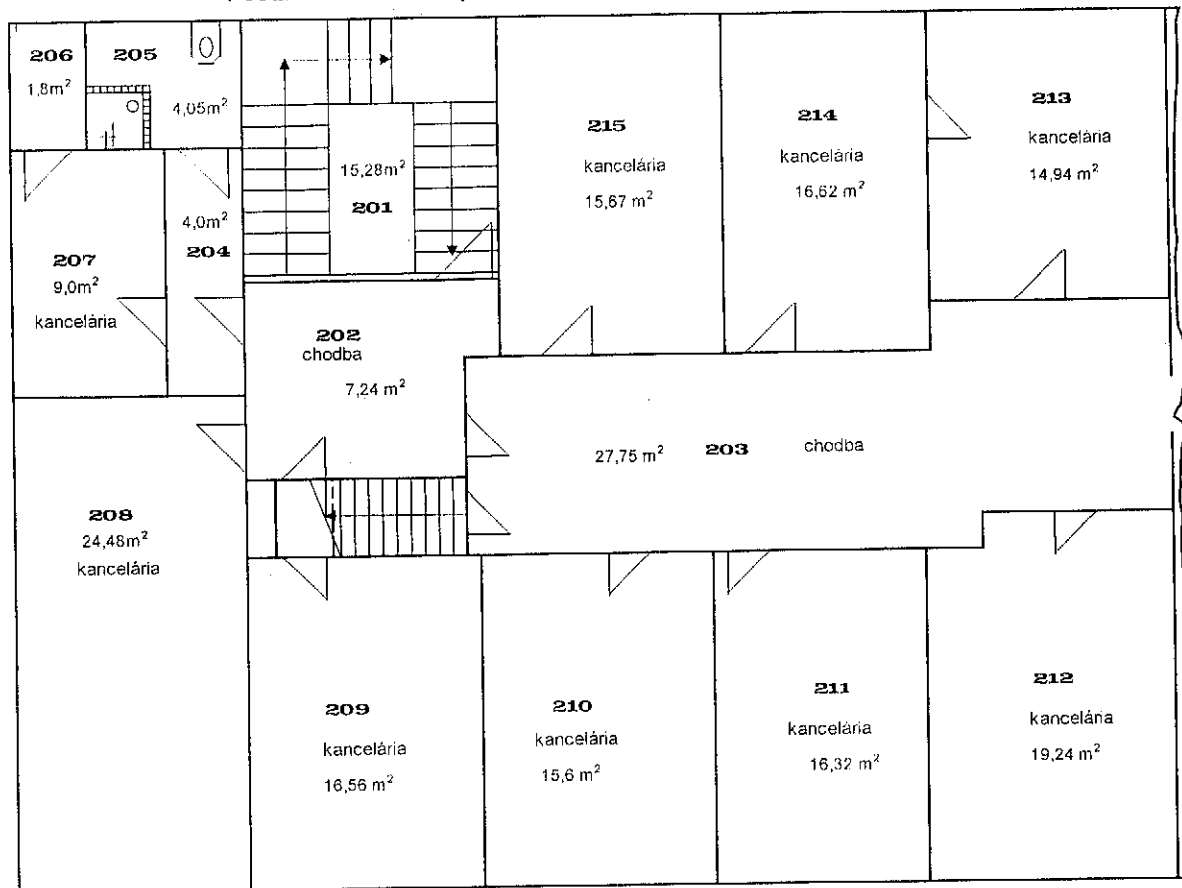 206
1,8m²
205
4,05m²
15,28m²
201
215
kancelária
15,67 m²
214
kancelária
16,62 m²
213
kancelária
14,94 m²
4,0m²
204
207
9,0m²
kancelária
202
chodba
7,24 m²
27,75 m² 203 chodba
208
24,48m²
kancelária
209
kancelária
16,56 m²
210
kancelária
15,6 m²
211
kancelária
16,32 m²
212
kancelária
19,24 m²